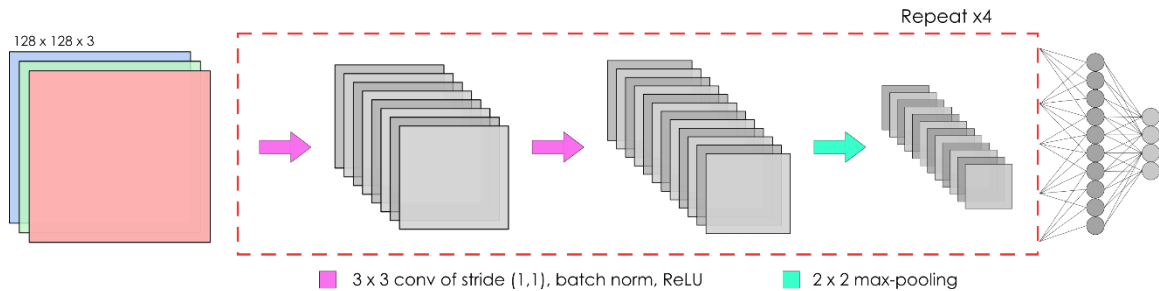 Repeat x4
128 x 128 x 3
3 x 3 conv of stride (1,1), batch norm, ReLU
2 x 2 max-pooling